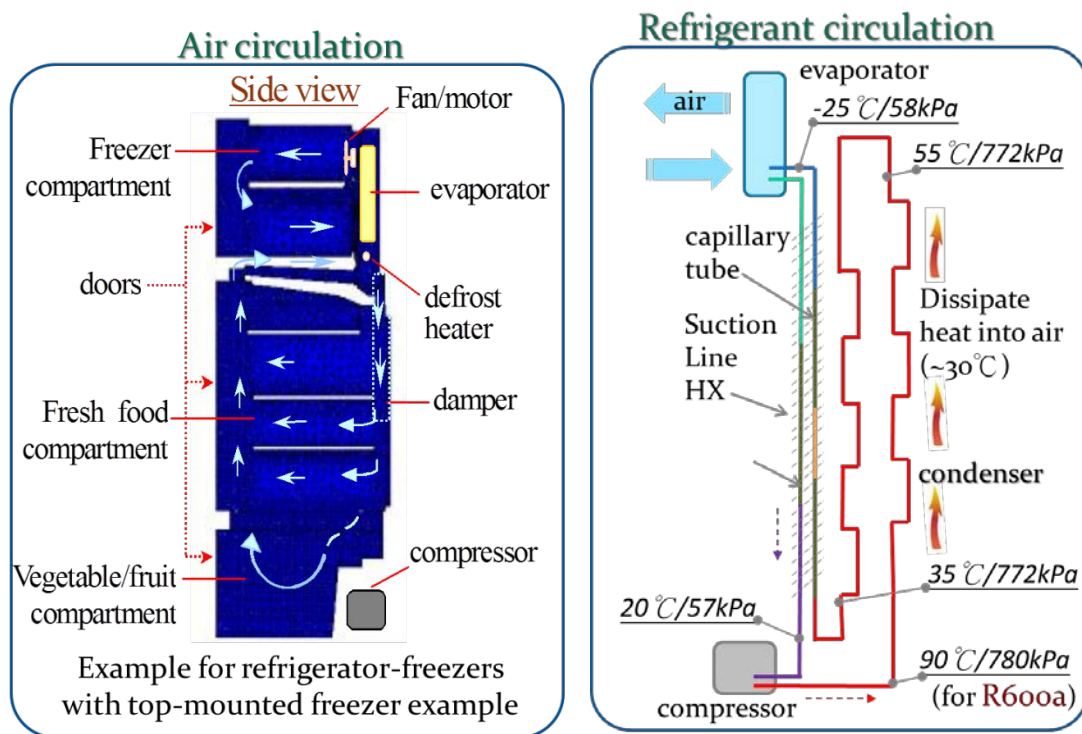 Air circulation
Side view
Fan/motor
Freezer
compartment
evaporator
doors
defrost
heater
damper
Fresh food
compartment
compressor
Vegetable/fruit
compartment
Example for refrigerator-freezers
with top-mounted freezer example
Refrigerant circulation
evaporator
air
-25℃/58kPa
55℃/772kPa
capillary
tube
Suction
Line
HX
Dissipate
heat into air
(~30℃)
condenser
35℃/772kPa
20℃/57kPa
90℃/780kPa
(for R600a)
compressor